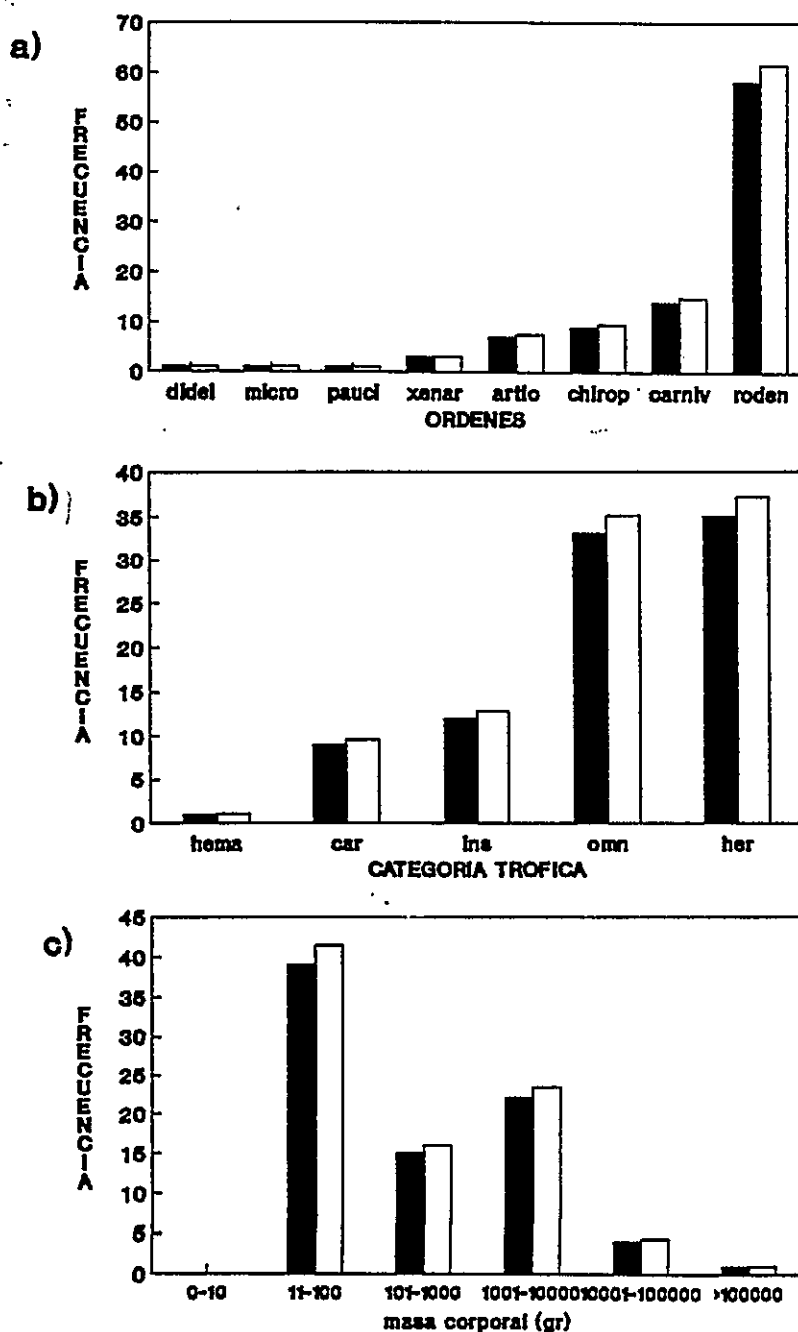 a)
FRECUENCIA
70
60
50
40
30
20
10
0
didel micro pauci xenar artio chirop carniv roden
ORDENES
b)
FRECUENCIA
40
35
30
25
20
15
10
5
0
hema car ins omn her
CATEGORIA TROFICA
c)
FRECUENCIA
45
40
35
30
25
20
15
10
5
0
0-10 11-100 101-1000 1001-10000 10001-100000 >100000
masa corporal (gr)